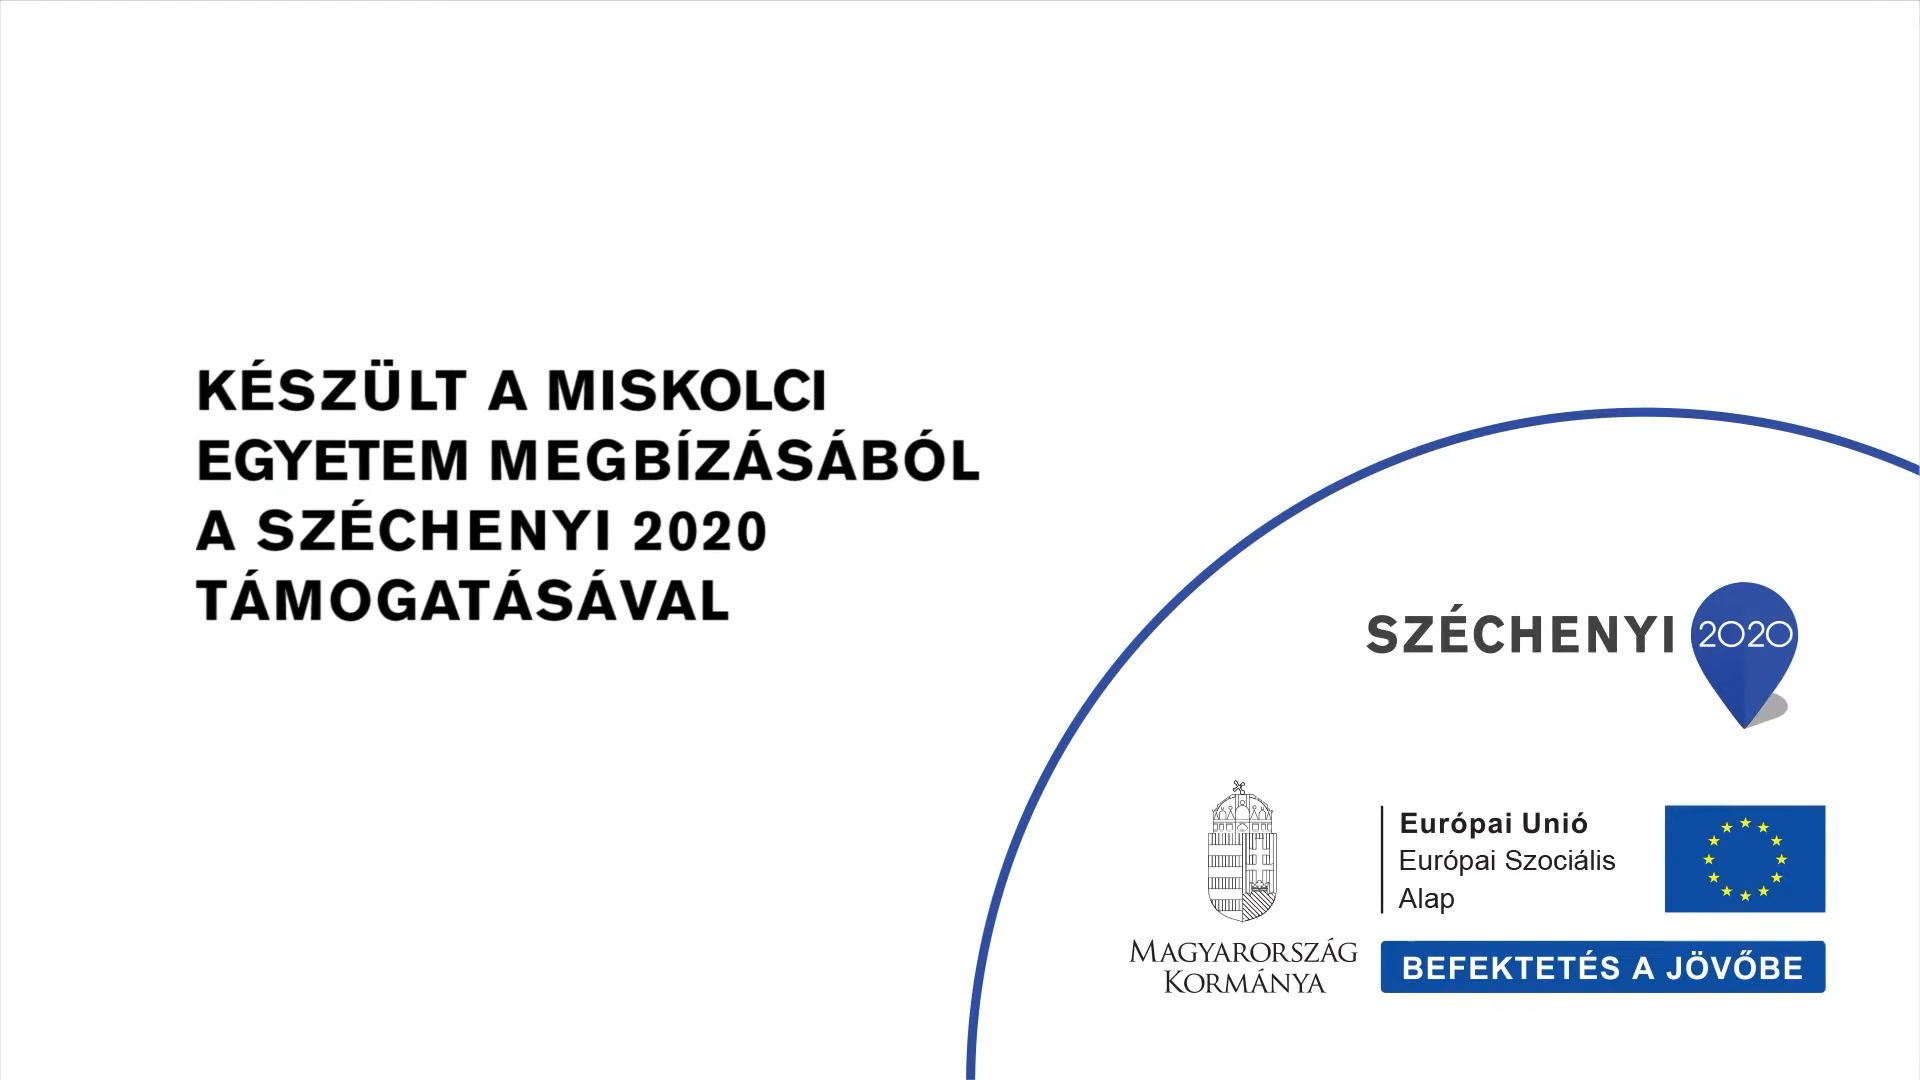 KÉSZÜLT A MISKOLCI
EGYETEM MEGBÍZÁSÁBÓL
A SZÉCHENYI 2020
TÁMOGATÁSÁVAL
SZÉCHENYI 2020
Európai Unió
Európai Szociális
Alap
MAGYARORSZÁG
KORMÁNYA
BEFEKTETÉS A JÖVŐBE